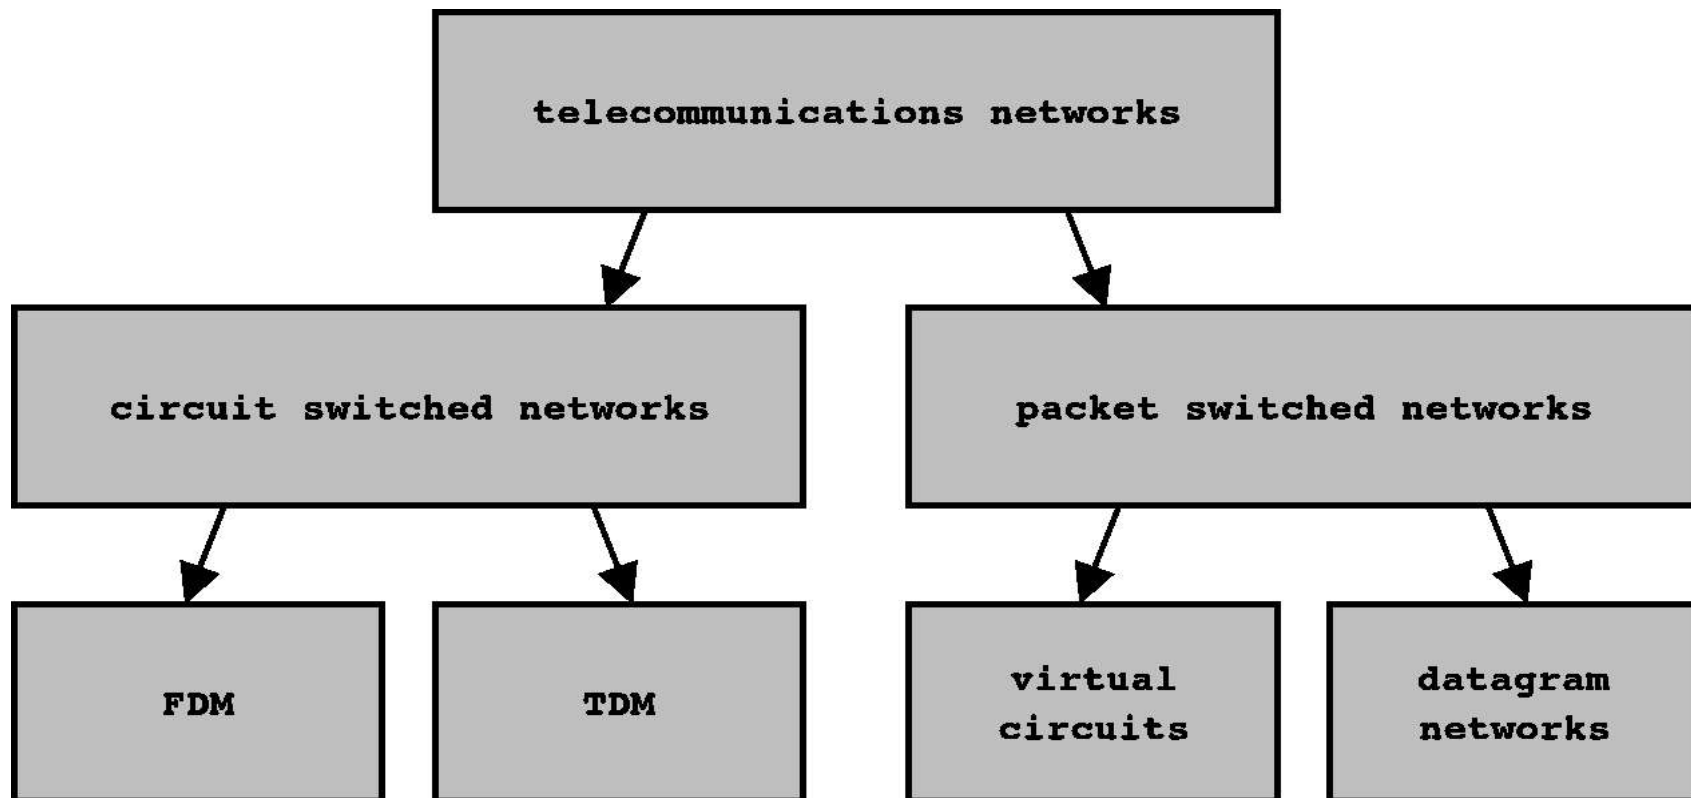 telecommunications networks
circuit switched networks
packet switched networks
FDM
TDM
virtual
circuits
datagram
networks